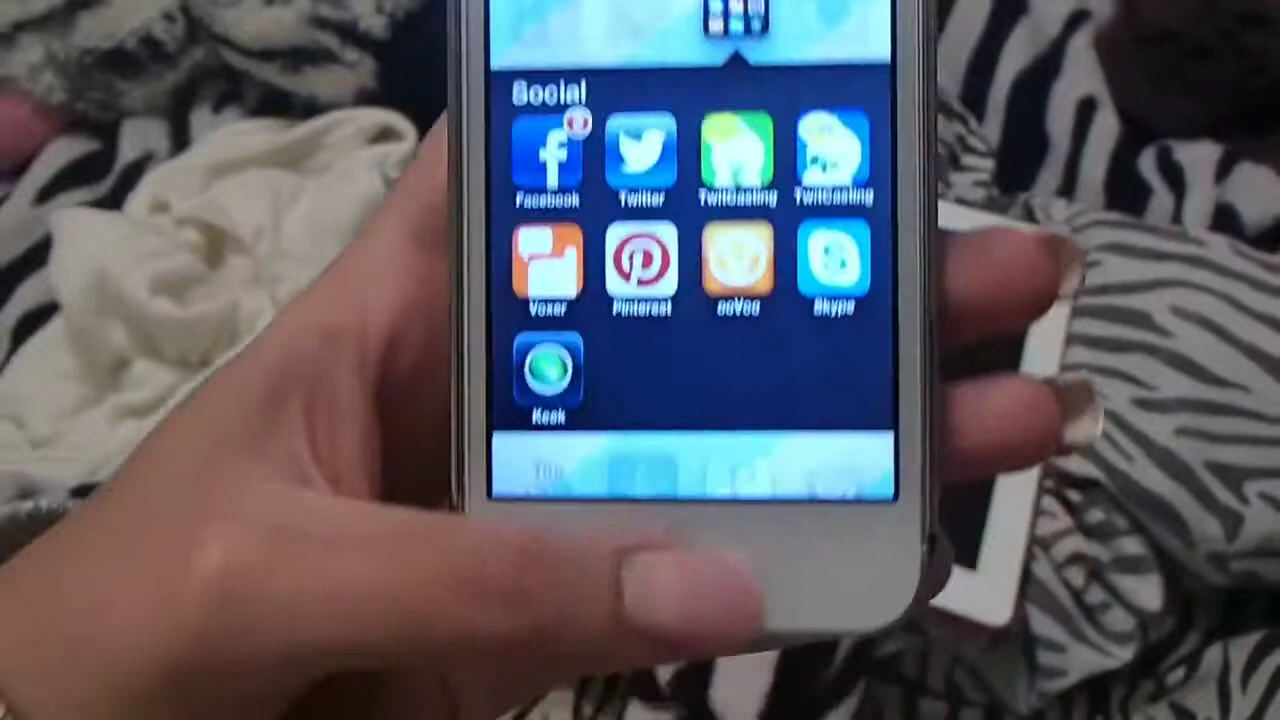 Social
Facebook Twitter TwitCasting TwitCasting
Voxer Pinterest ooVoo Skype
Keek